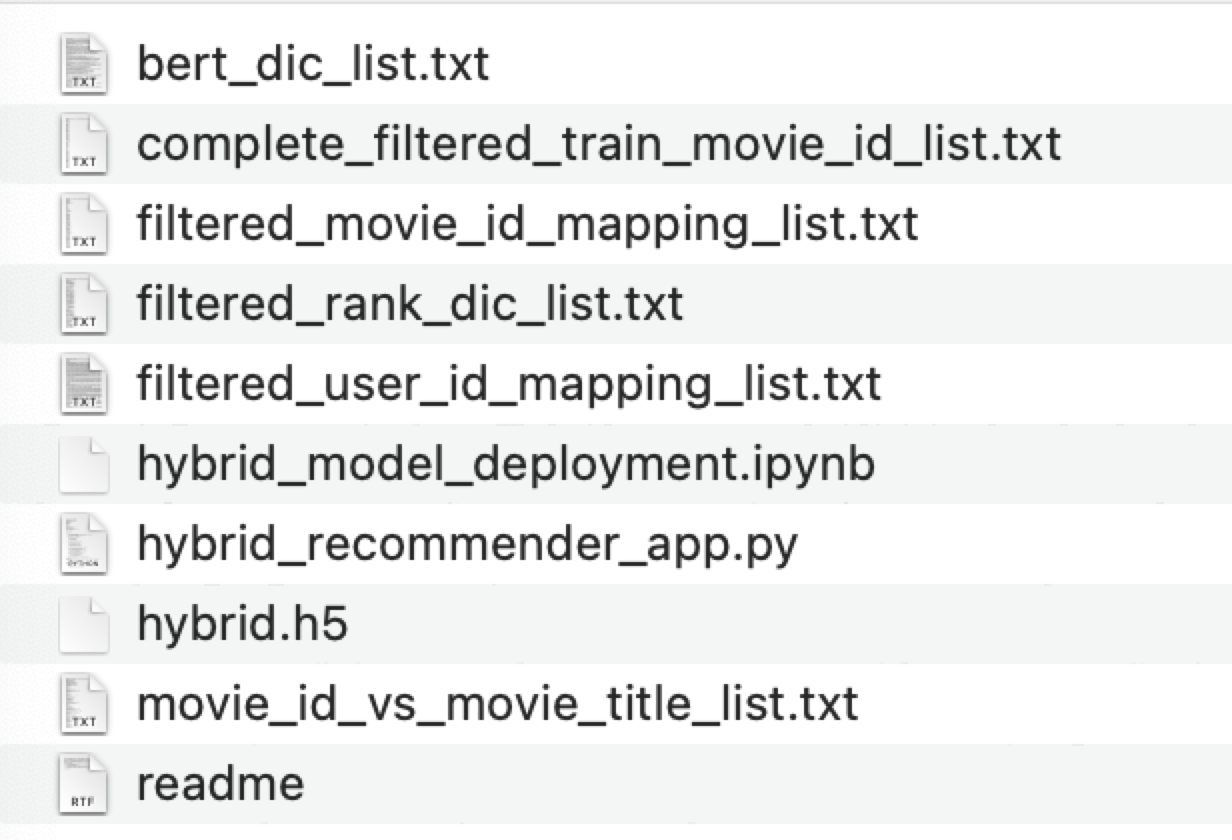 TXT bert_dic_list.txt
TXT complete_filtered_train_movie_id_list.txt
TXT filtered_movie_id_mapping_list.txt
TXT filtered_rank_dic_list.txt
TXT filtered_user_id_mapping_list.txt
hybrid_model_deployment.ipynb
PYTHON hybrid_recommender_app.py
hybrid.h5
TXT movie_id_vs_movie_title_list.txt
RTF readme